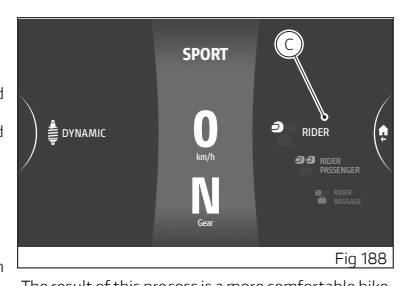 SPORT
C
d
DYNAMIC
0
RIDER
d
km/h
RIDER
PASSENGER
N
RIDER
BAGGAGE
Gear
Fig 188
n
The result of this process is a more comfortable bike